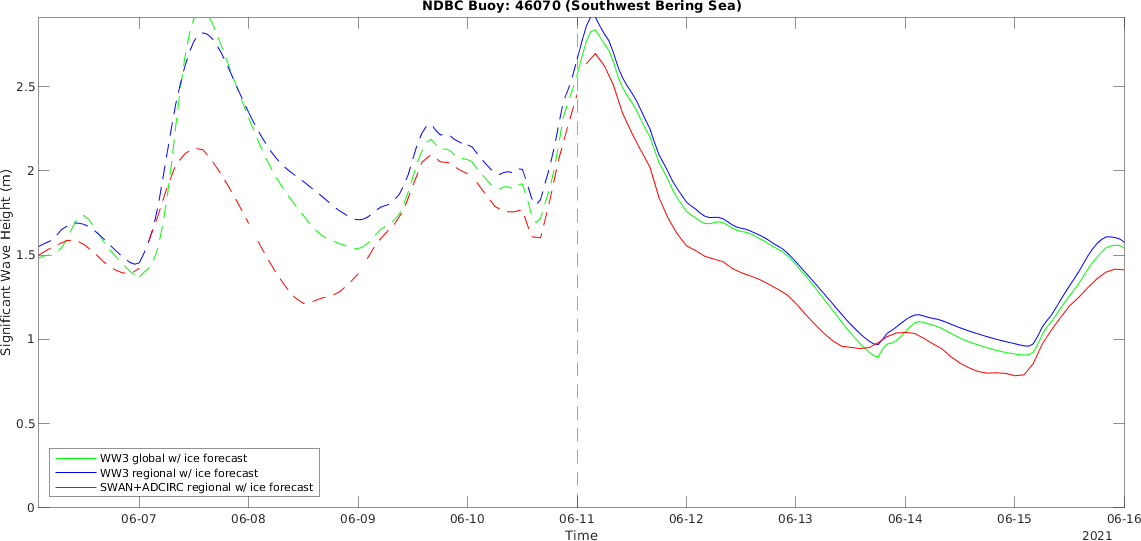 NDBC Buoy: 46070 (Southwest Bering Sea)
Significant Wave Height (m)
2.5
2
1.5
1
0.5
0
WW3 global w/ ice forecast
WW3 regional w/ ice forecast
SWAN+ADCIRC regional w/ ice forecast
06-07 06-08 06-09 06-10 06-11 06-12 06-13 06-14 06-15 06-16
Time
2021